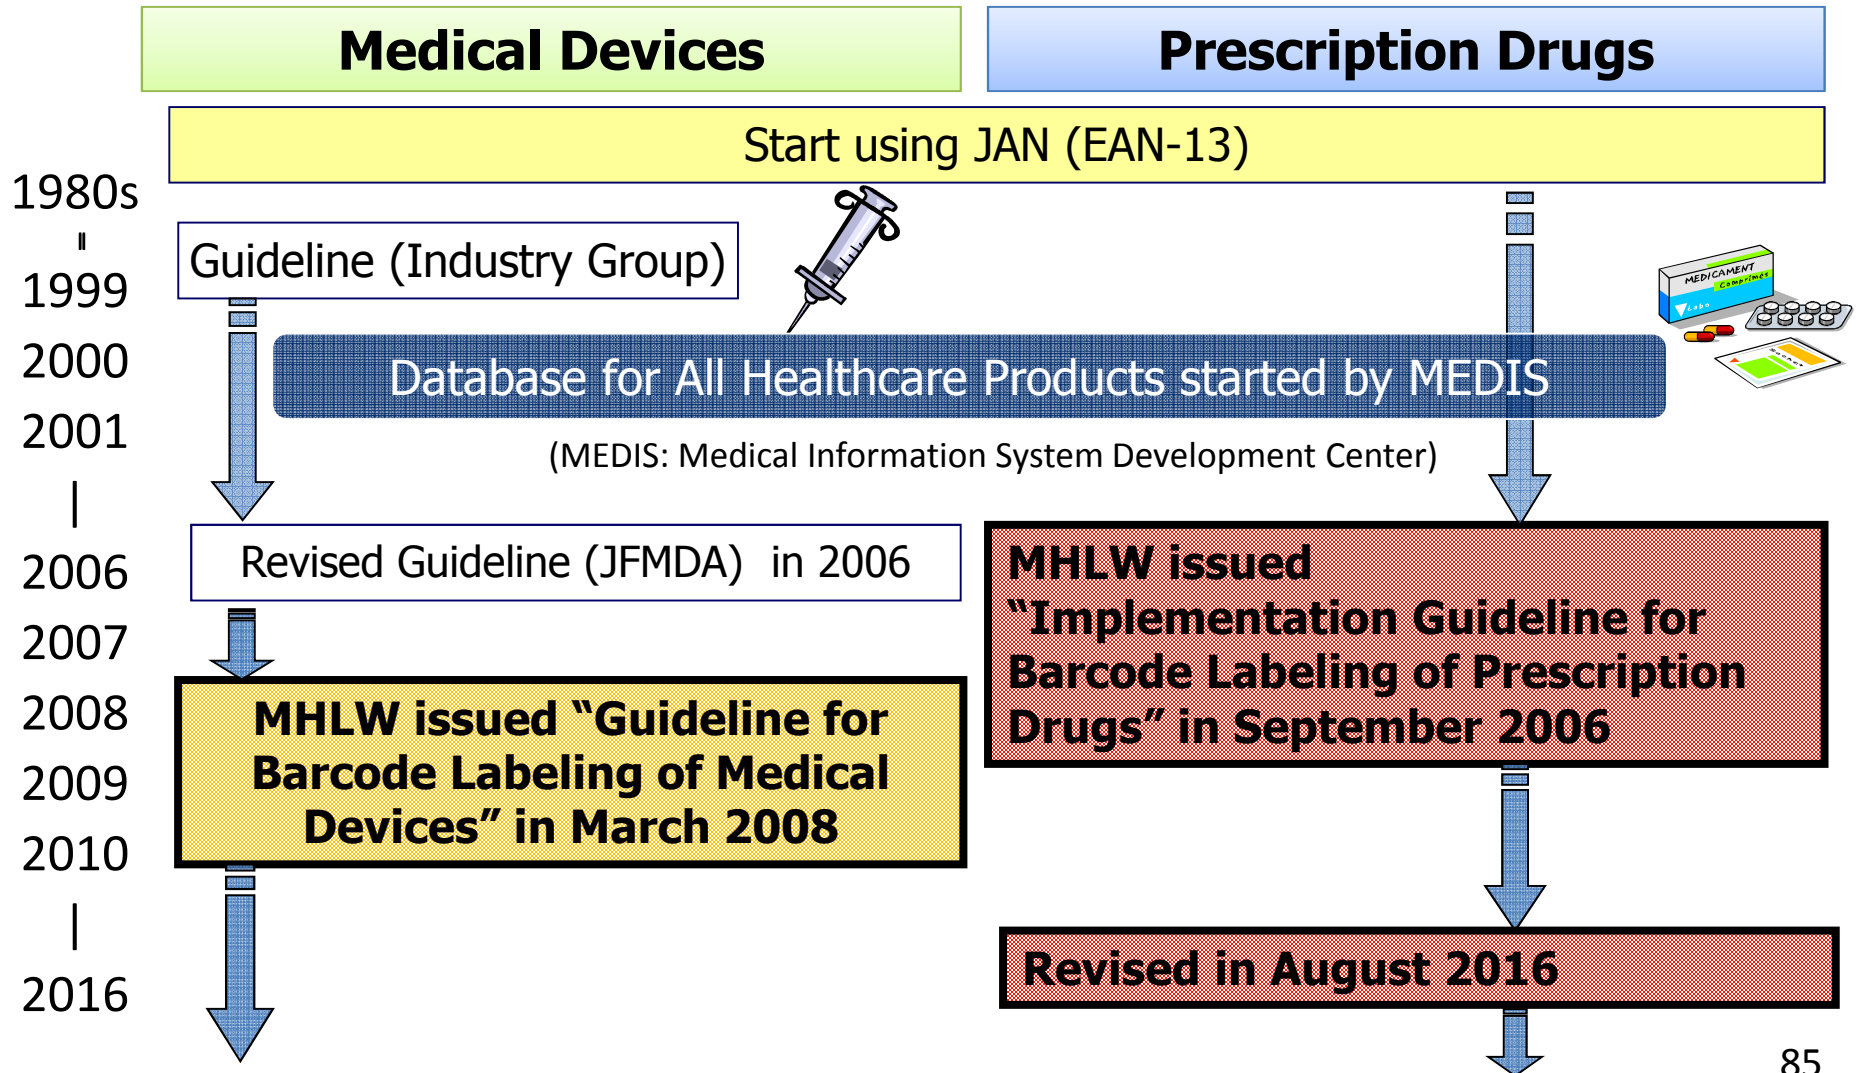 Medical Devices
Prescription Drugs
Start using JAN (EAN-13)
1980s
=
1999
2000
2001
|
2006
2007
2008
2009
2010
|
2016
Guideline (Industry Group)
MEDICAMENT
Comprimés
Labo
Database for All Healthcare Products started by MEDIS
(MEDIS: Medical Information System Development Center)
Revised Guideline (JFMDA) in 2006
MHLW issued “Guideline for
Barcode Labeling of Medical
Devices” in March 2008
MHLW issued
“Implementation Guideline for
Barcode Labeling of Prescription
Drugs” in September 2006
Revised in August 2016
85